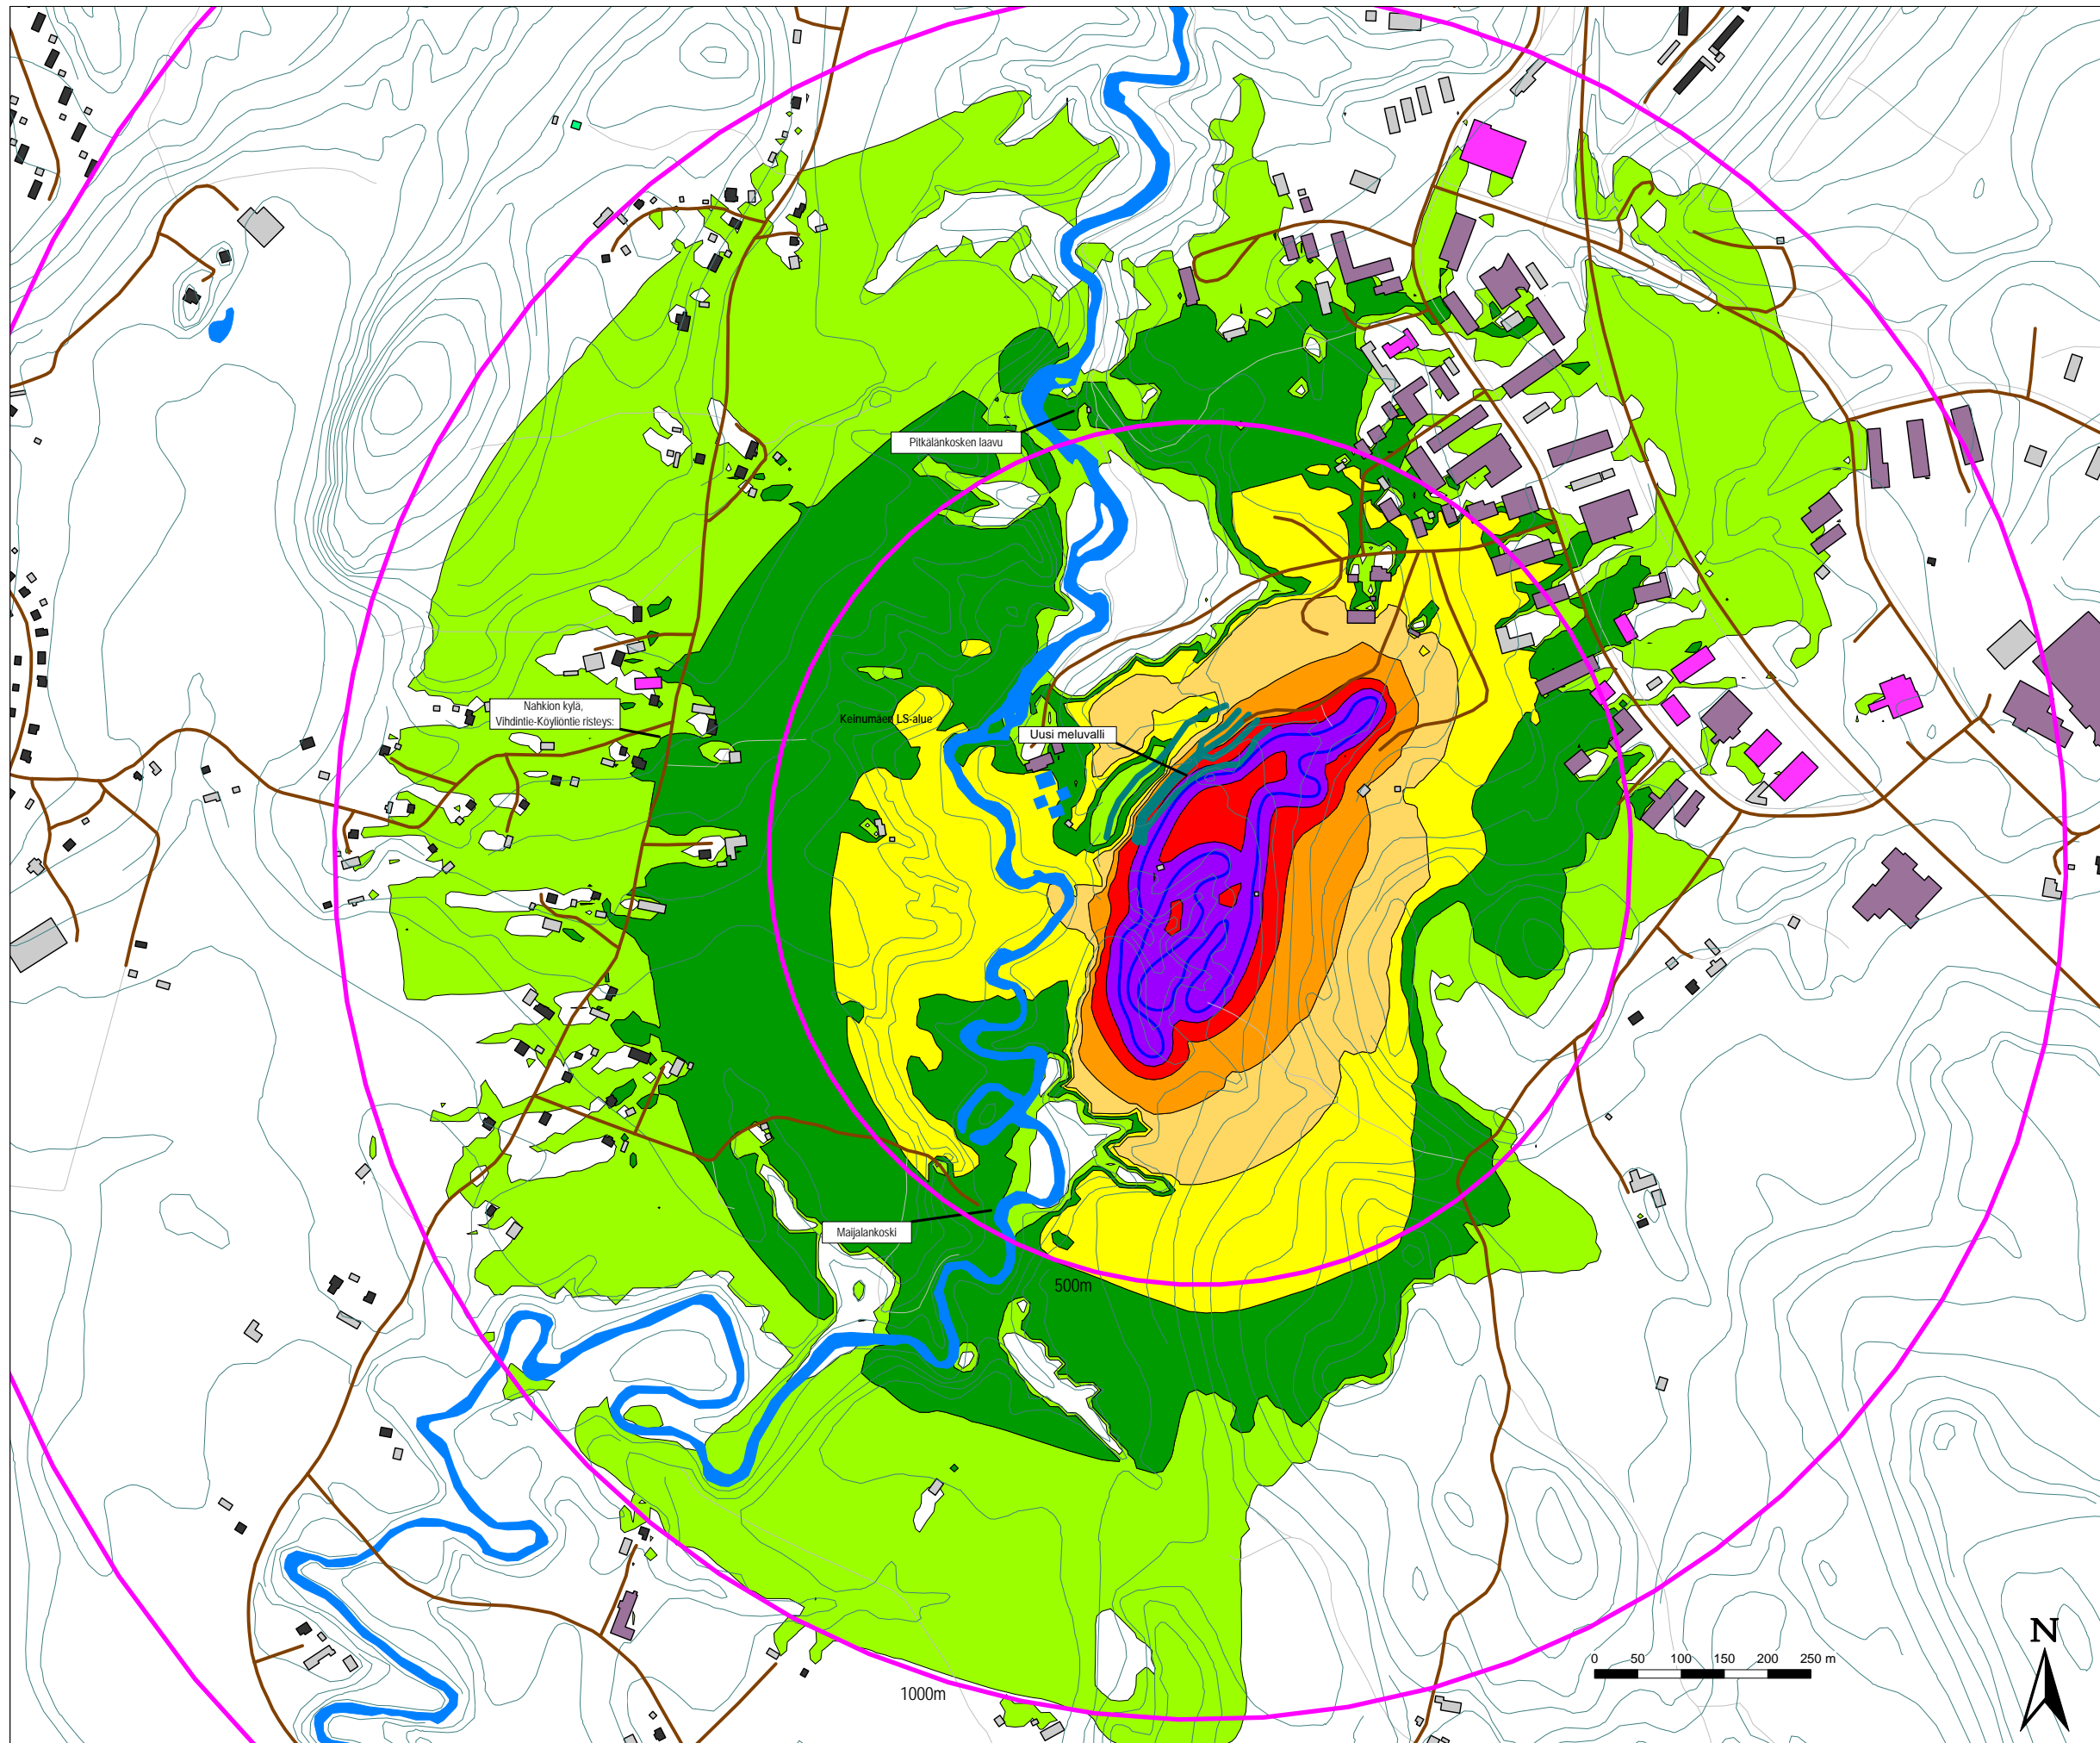 Pitkälänkosken laavu
Nahkion kylä,
Vihdintie-Köyliöntie risteys:
Keinumäen LS-alue
Uusi meluvalli
Maijalankoski
500m
1000m
0 50 100 150 200 250 m
N